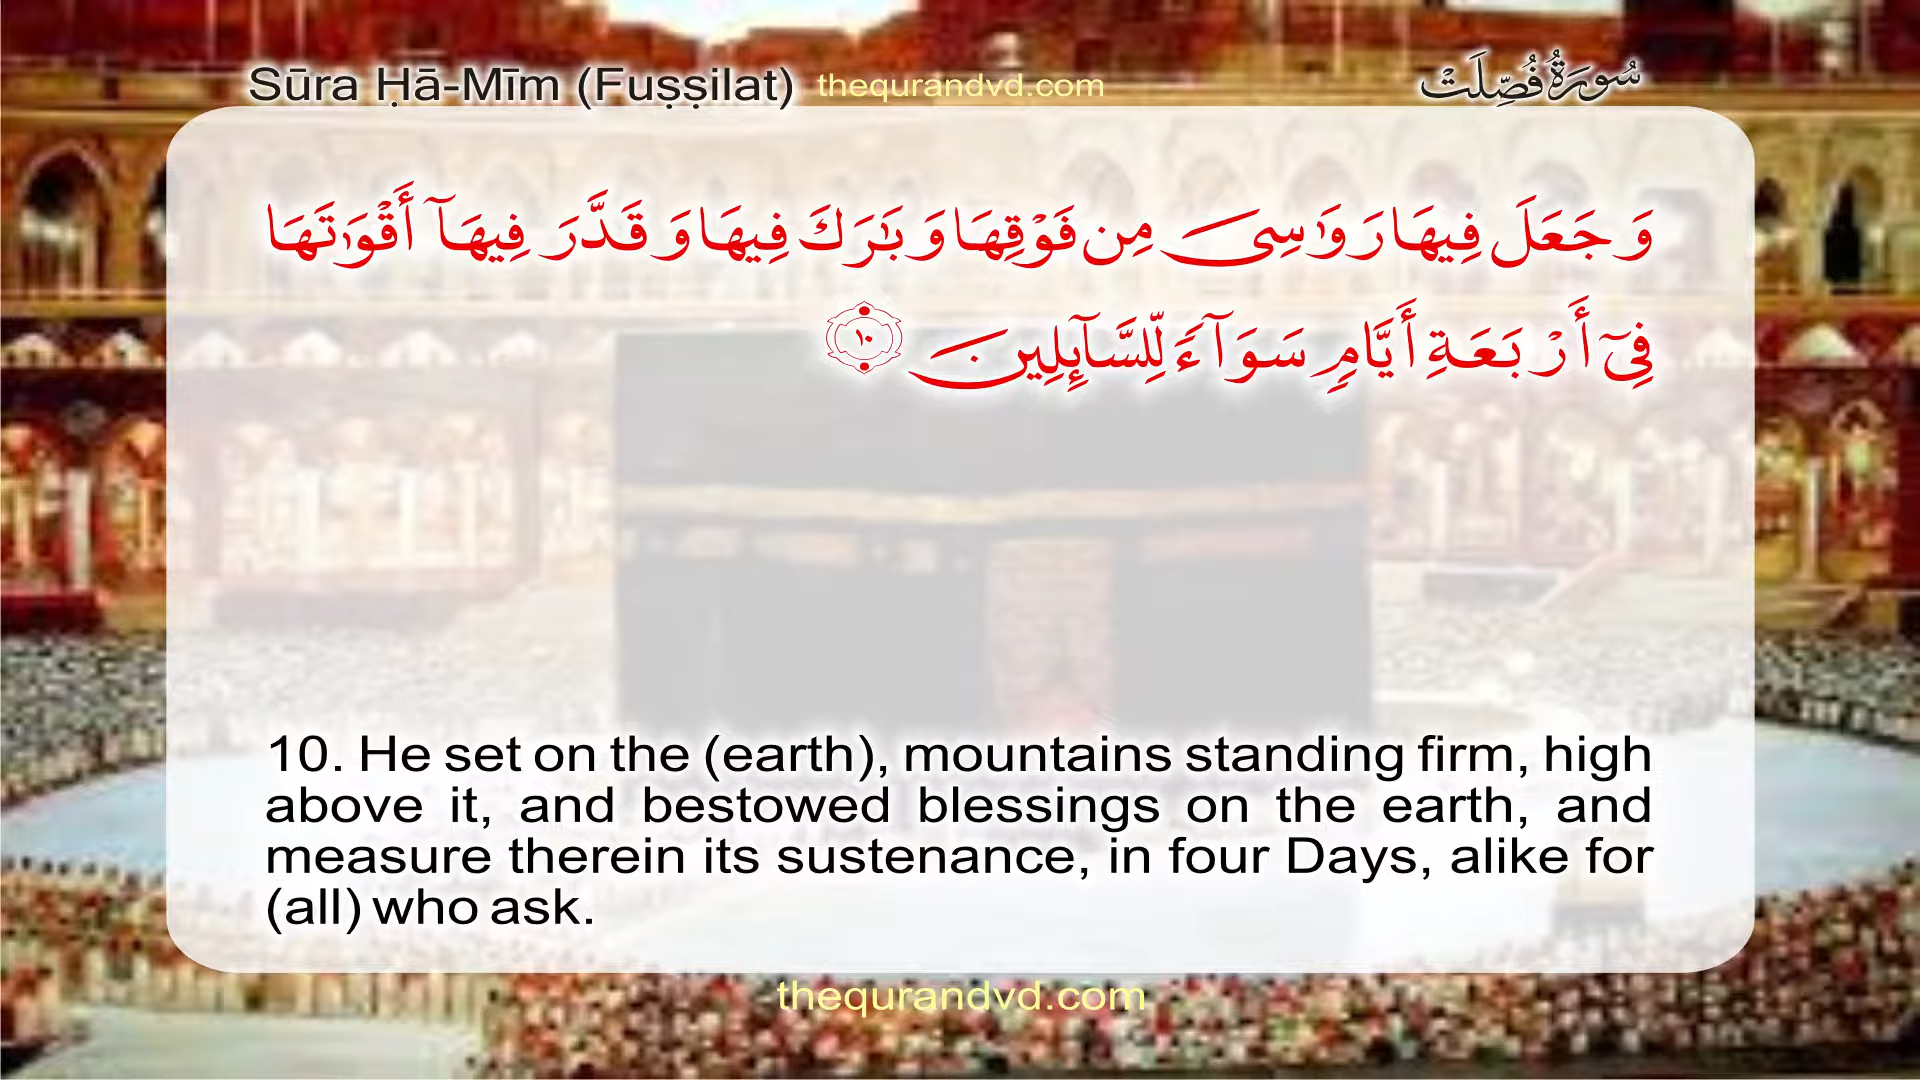 Sūra Ḥā-Mīm (Fuṣṣilat) thequrandvd.com سُورَةُ فُصِّلَتْ
وَجَعَلَ فِيهَا رَوَٰسِىَ مِن فَوْقِهَا وَبَـٰرَكَ فِيهَا وَقَدَّرَ فِيهَآ أَقْوَٰتَهَا
فِىٓ أَرْبَعَةِ أَيَّامٍ سَوَآءً لِّلسَّآئِلِينَ ١٠
10. He set on the (earth), mountains standing firm, high
above it, and bestowed blessings on the earth, and
measure therein its sustenance, in four Days, alike for
(all) who ask.
thequrandvd.com